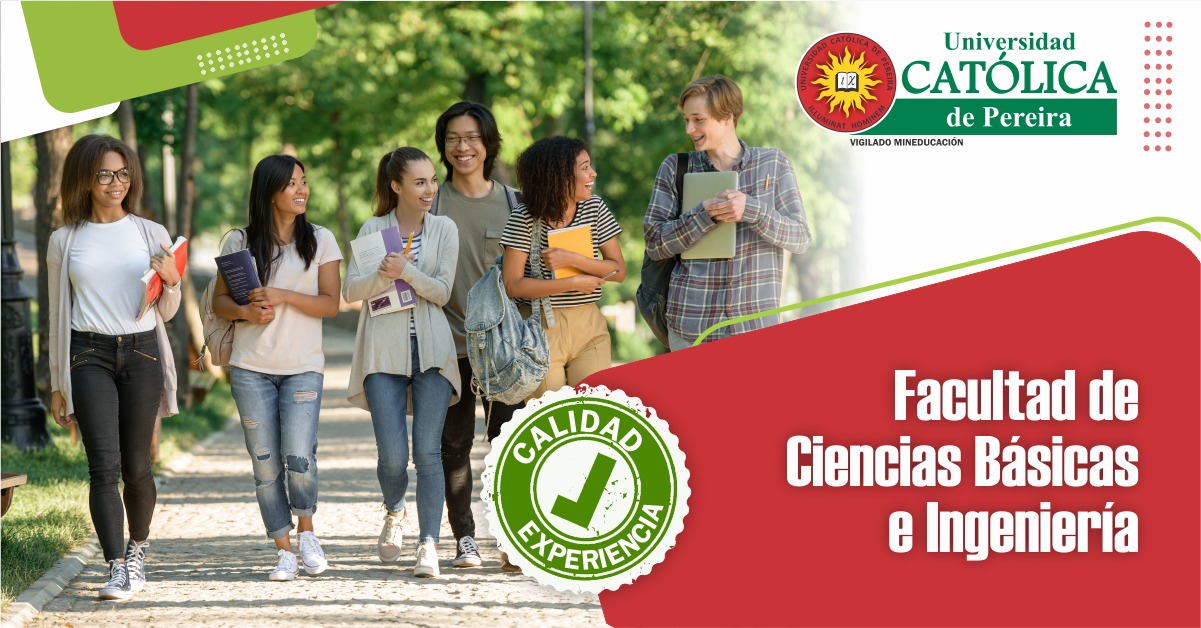 Universidad
CATÓLICA
de Pereira
UNIVERSIDAD CATÓLICA DE PEREIRA
ILLUMINAT HOMINEM
VIGILADO MINEDUCACIÓN
Facultad de
Ciencias Básicas
e Ingeniería
CALIDAD
EXPERIENCIA